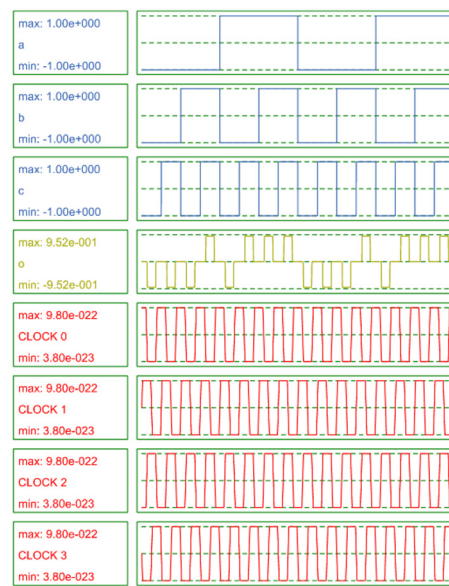 max: 1.00e+000
a
min: -1.00e+000
max: 1.00e+000
b
min: -1.00e+000
max: 1.00e+000
c
min: -1.00e+000
max: 9.52e-001
o
min: -9.52e-001
max: 9.80e-022
CLOCK 0
min: 3.80e-023
max: 9.80e-022
CLOCK 1
min: 3.80e-023
max: 9.80e-022
CLOCK 2
min: 3.80e-023
max: 9.80e-022
CLOCK 3
min: 3.80e-023